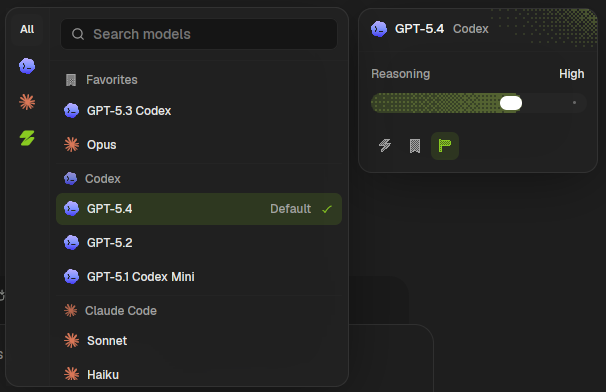 All
Search models
Favorites
GPT-5.3 Codex
Opus
Codex
GPT-5.4 Default
GPT-5.2
GPT-5.1 Codex Mini
Claude Code
Sonnet
Haiku
GPT-5.4 Codex
Reasoning High